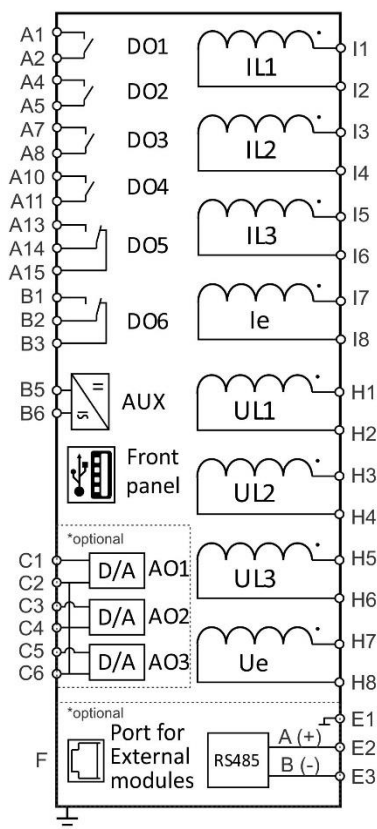 A1
A2
DO1
A4
A5
DO2
A7
A8
DO3
A10
A11
DO4
A13
A14
A15
DO5
B1
B2
B3
DO6
B5
B6
AUX
Front
panel
*optional
C1
C2
D/A AO1
C3
C4
D/A AO2
C5
C6
D/A AO3
*optional
F
Port for
External
modules
RS485
A (+)
B (-)
IL1
I1
I2
IL2
I3
I4
IL3
I5
I6
Ie
I7
I8
UL1
H1
H2
UL2
H3
H4
UL3
H5
H6
Ue
H7
H8
E1
E2
E3